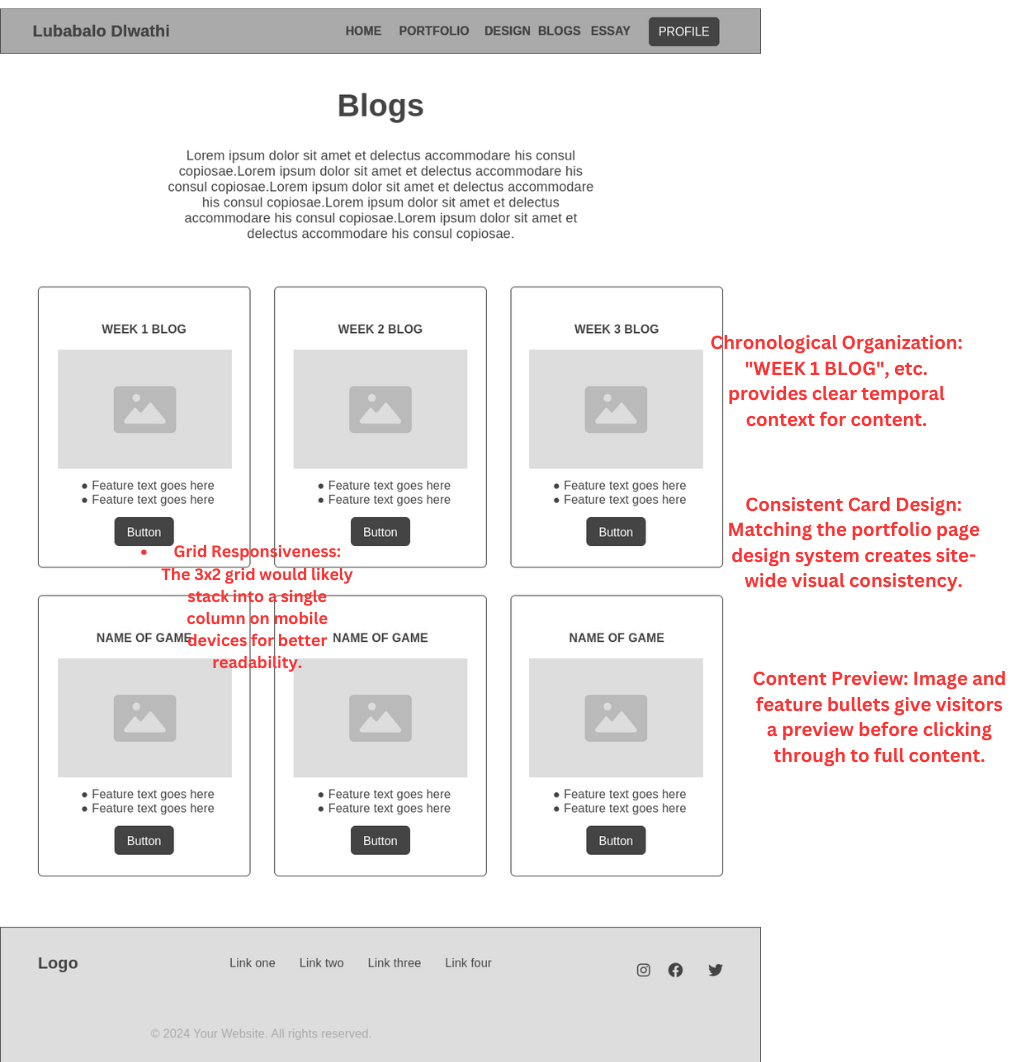 Lubabalo Dlwathi
HOME PORTFOLIO DESIGN BLOGS ESSAY PROFILE
Blogs
Lorem ipsum dolor sit amet et delectus accommodare his consul
copiosae.Lorem ipsum dolor sit amet et delectus accommodare his
consul copiosae.Lorem ipsum dolor sit amet et delectus accommodare
his consul copiosae.Lorem ipsum dolor sit amet et delectus
accommodare his consul copiosae.Lorem ipsum dolor sit amet et
delectus accommodare his consul copiosae.
WEEK 1 BLOG
● Feature text goes here
● Feature text goes here
Button
WEEK 2 BLOG
● Feature text goes here
● Feature text goes here
Button
WEEK 3 BLOG
● Feature text goes here
● Feature text goes here
Button
Chronological Organization:
"WEEK 1 BLOG", etc.
provides clear temporal
context for content.
Consistent Card Design:
Matching the portfolio page
design system creates site-
wide visual consistency.
• Grid Responsiveness:
The 3x2 grid would likely
stack into a single
column on mobile
devices for better
readability.
NAME OF GAME
● Feature text goes here
● Feature text goes here
Button
NAME OF GAME
● Feature text goes here
● Feature text goes here
Button
NAME OF GAME
● Feature text goes here
● Feature text goes here
Button
Content Preview: Image and
feature bullets give visitors
a preview before clicking
through to full content.
Logo
Link one Link two Link three Link four
© 2024 Your Website. All rights reserved.